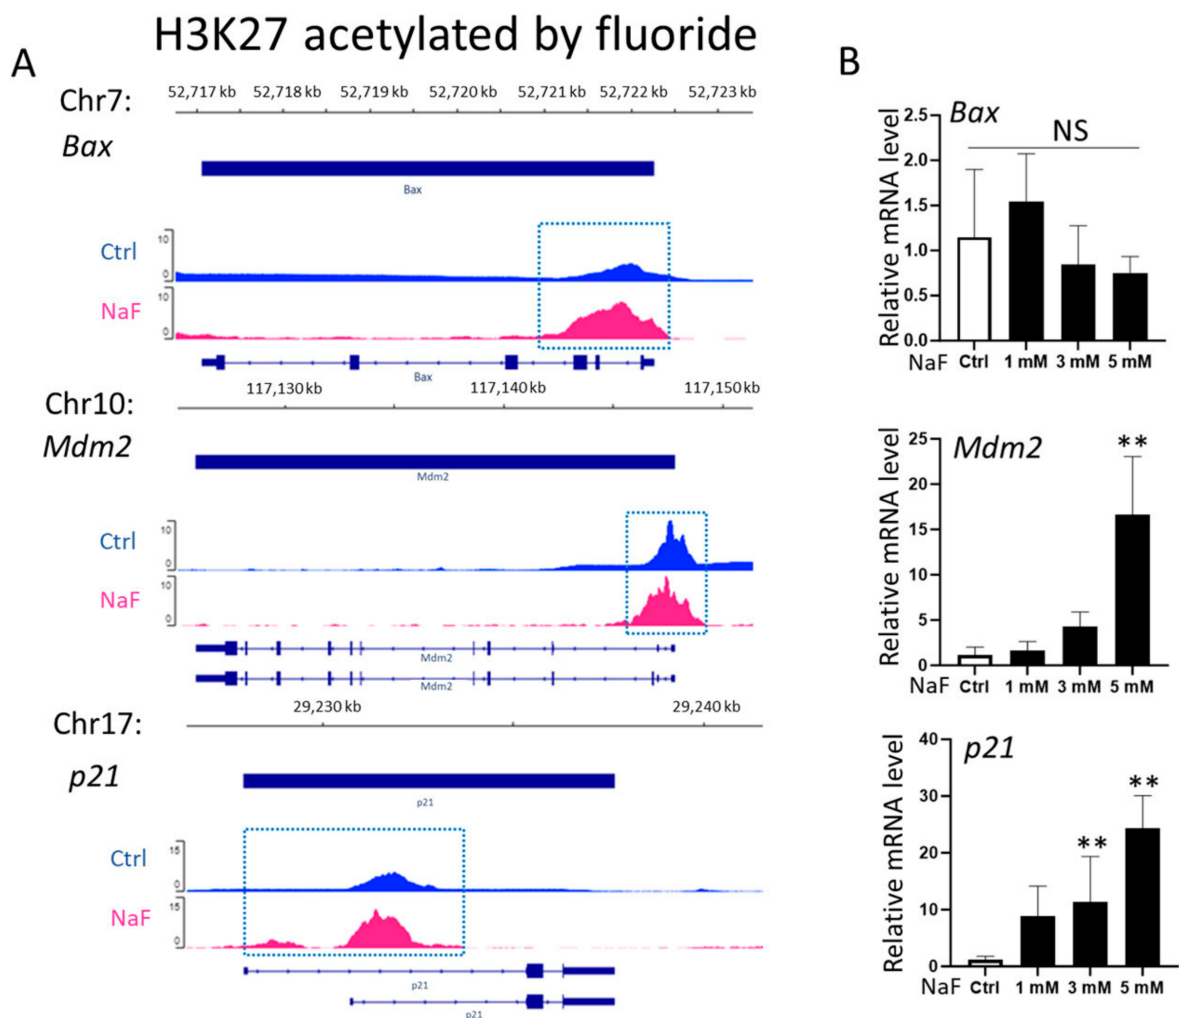 H3K27 acetylated by fluoride
A
Chr7:
52,717 kb 52,718 kb 52,719 kb 52,720 kb 52,721 kb 52,722 kb 52,723 kb
Bax
Bax
Ctrl
10
0
NaF
10
0
Bax
Chr10:
117,130 kb 117,140 kb 117,150 kb
Mdm2
Mdm2
Ctrl
10
0
NaF
10
0
Mdm2
Mdm2
Chr17:
29,230 kb 29,240 kb
p21
p21
Ctrl
15
0
NaF
15
0
p21
p21
B
Bax
NS
Relative mRNA level
2.5
2.0
1.5
1.0
0.5
0.0
NaF Ctrl 1 mM 3 mM 5 mM
Mdm2
**
Relative mRNA level
25
20
15
10
5
0
NaF Ctrl 1 mM 3 mM 5 mM
p21
** **
Relative mRNA level
40
30
20
10
0
NaF Ctrl 1 mM 3 mM 5 mM